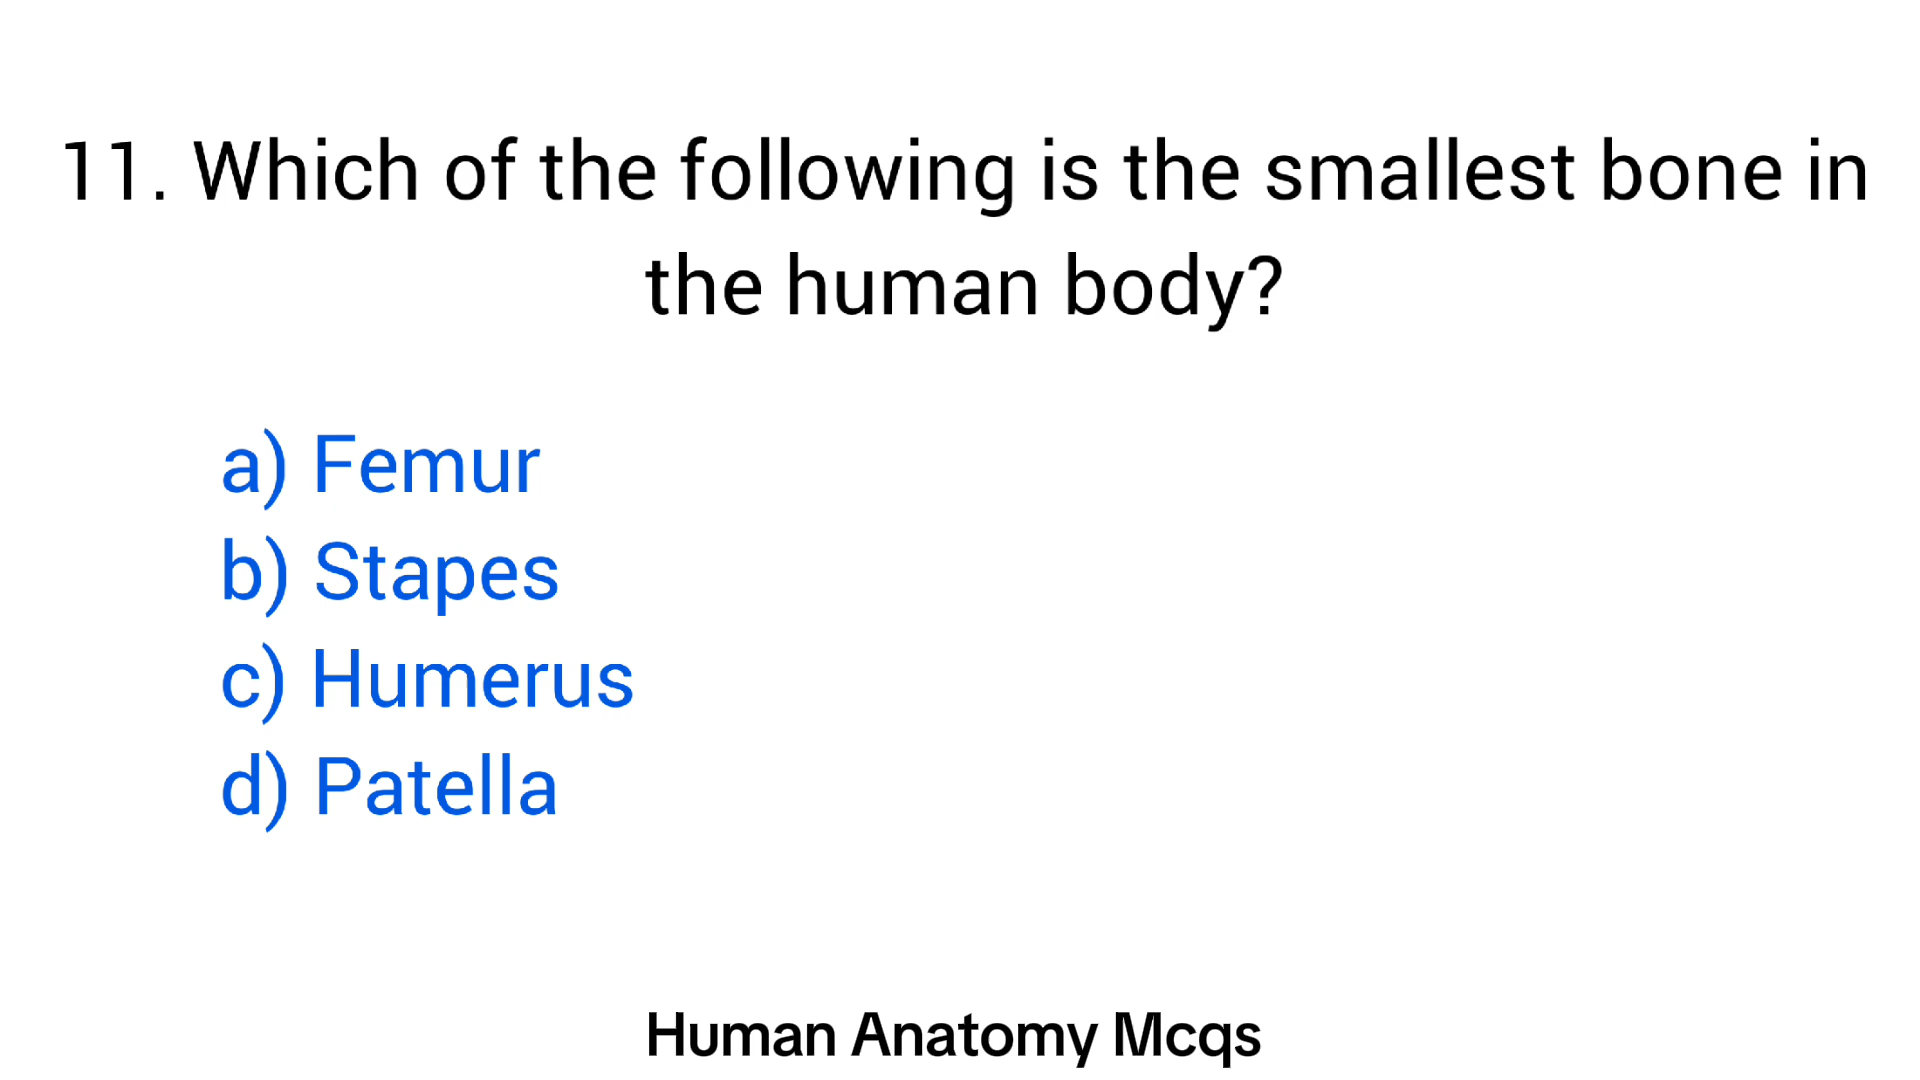 11. Which of the following is the smallest bone in
the human body?
a) Femur
b) Stapes
c) Humerus
d) Patella
Human Anatomy Mcqs